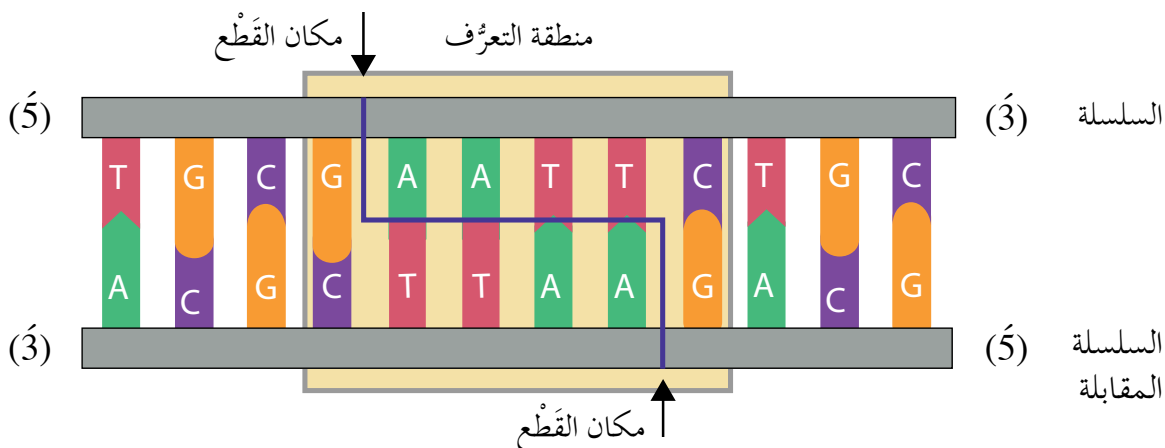 مكان القَطْع
منطقة التعرُّف
(5َ) (3َ) السلسلة
T G C G A A T T C T G C
A C G C T T A A G A C G
(3َ) (5َ) السلسلة
المقابلة
مكان القَطْع